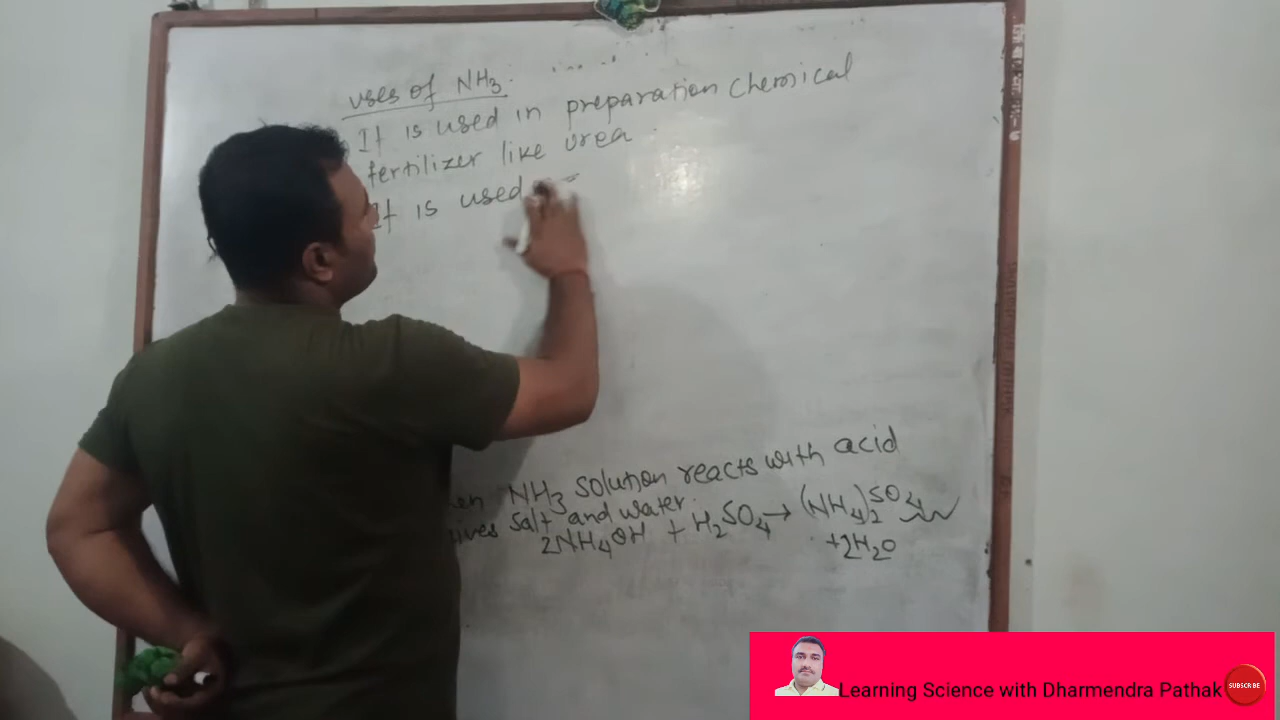 uses of NH3.
It is used in preparation chemical
fertilizer like urea
It is used
NH3 solution reacts with acid
salt and water.
2NH4OH + H2SO4 → (NH4)2SO4
+2H2O
Learning Science with Dharmendra Pathak
SUBSCRIBE